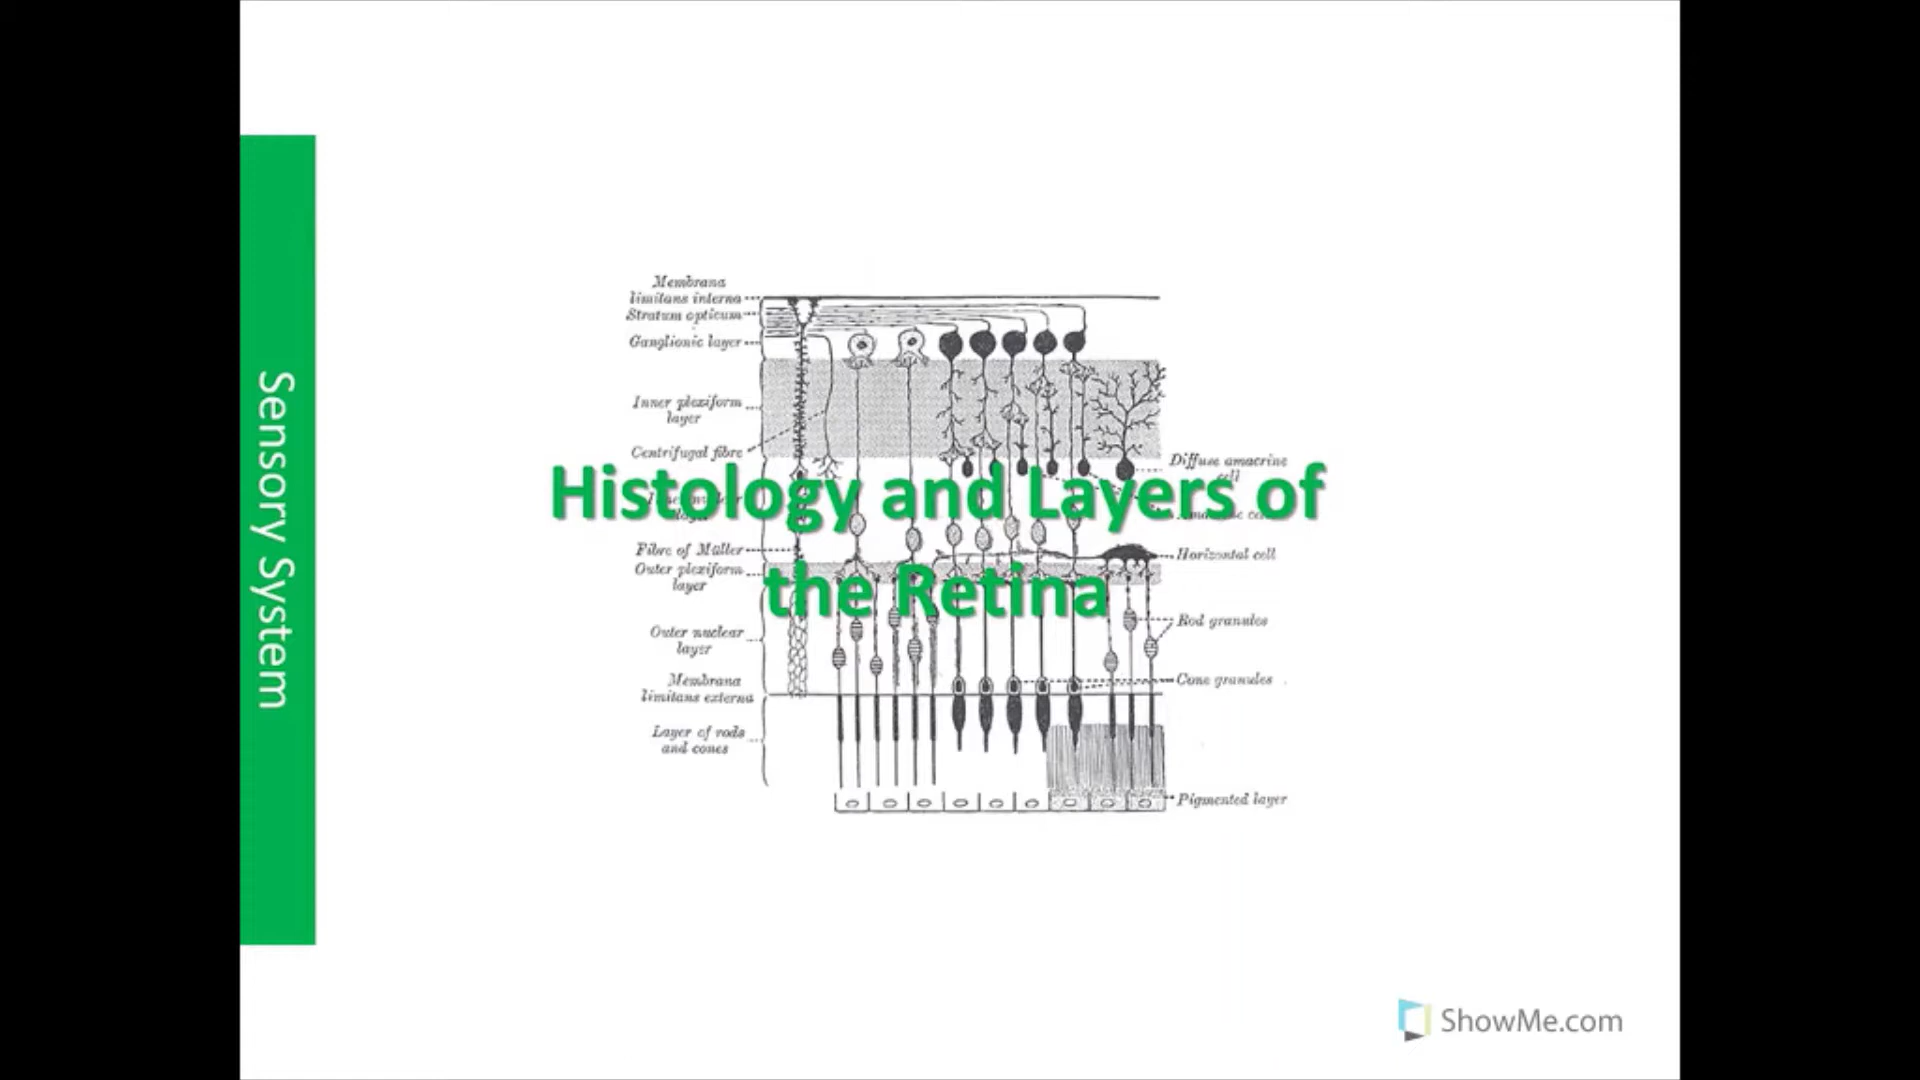 Sensory System
Membrana
limitans interna
Stratum opticum
Ganglionic layer
Inner plexiform
layer
Centrifugal fibre
Diffuse amacrine
cell
Histology and Layers of
Fibre of Müller
Horizontal cell
Outer plexiform
layer
the Retina
Rod granules
Outer nuclear
layer
Membrana
limitans externa
Cone granules
Layer of rods
and cones
Pigmented layer
ShowMe.com